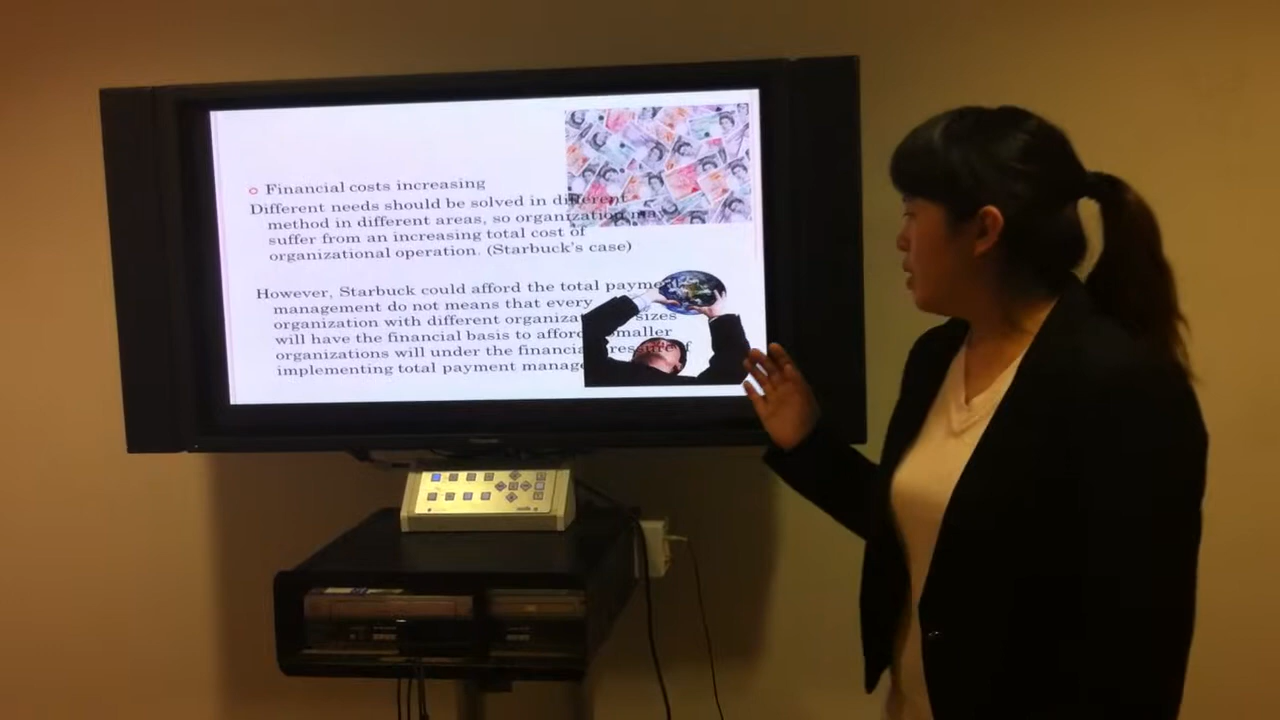 Financial costs increasing
Different needs should be solved in different
method in different areas, so organization may
suffer from an increasing total cost of
organizational operation. (Starbuck's case)
However, Starbuck could afford the total payment
management do not means that every
organization with different organization sizes
will have the financial basis to afford. Smaller
organizations will under the financial pressure of
implementing total payment